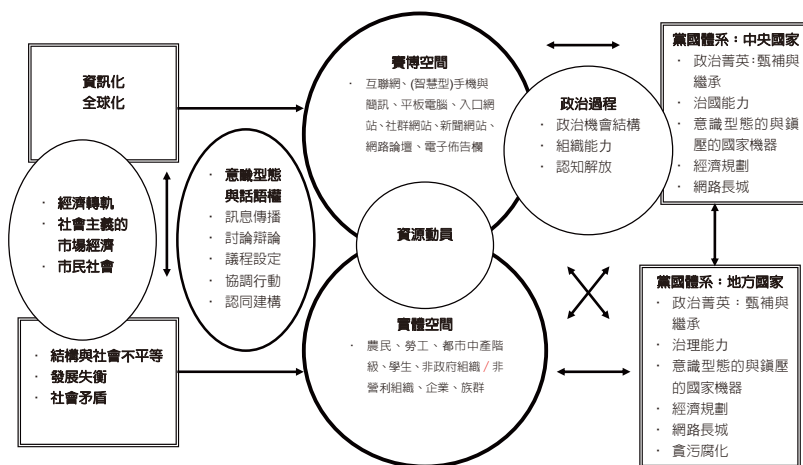 資訊化
全球化
· 經濟轉軌
· 社會主義的
市場經濟
· 市民社會
· 結構與社會不平等
· 發展失衡
· 社會矛盾
· 意識型態
與話語權
· 訊息傳播
· 討論辯論
· 議程設定
· 協調行動
· 認同建構
賽博空間
· 互聯網、(智慧型)手機與
簡訊、平板電腦、入口網
站、社群網站、新聞網站、
網路論壇、電子佈告欄
資源動員
實體空間
· 農民、勞工、都市中產階
級、學生、非政府組織/非
營利組織、企業、族群
政治過程
· 政治機會結構
· 組織能力
· 認知解放
黨國體系：中央國家
· 政治菁英：甄補與
繼承
· 治國能力
· 意識型態的與鎮
壓的國家機器
· 經濟規劃
· 網路長城
黨國體系：地方國家
· 政治菁英：甄補與
繼承
· 治理能力
· 意識型態的與鎮壓
的國家機器
· 經濟規劃
· 網路長城
· 貪污腐化